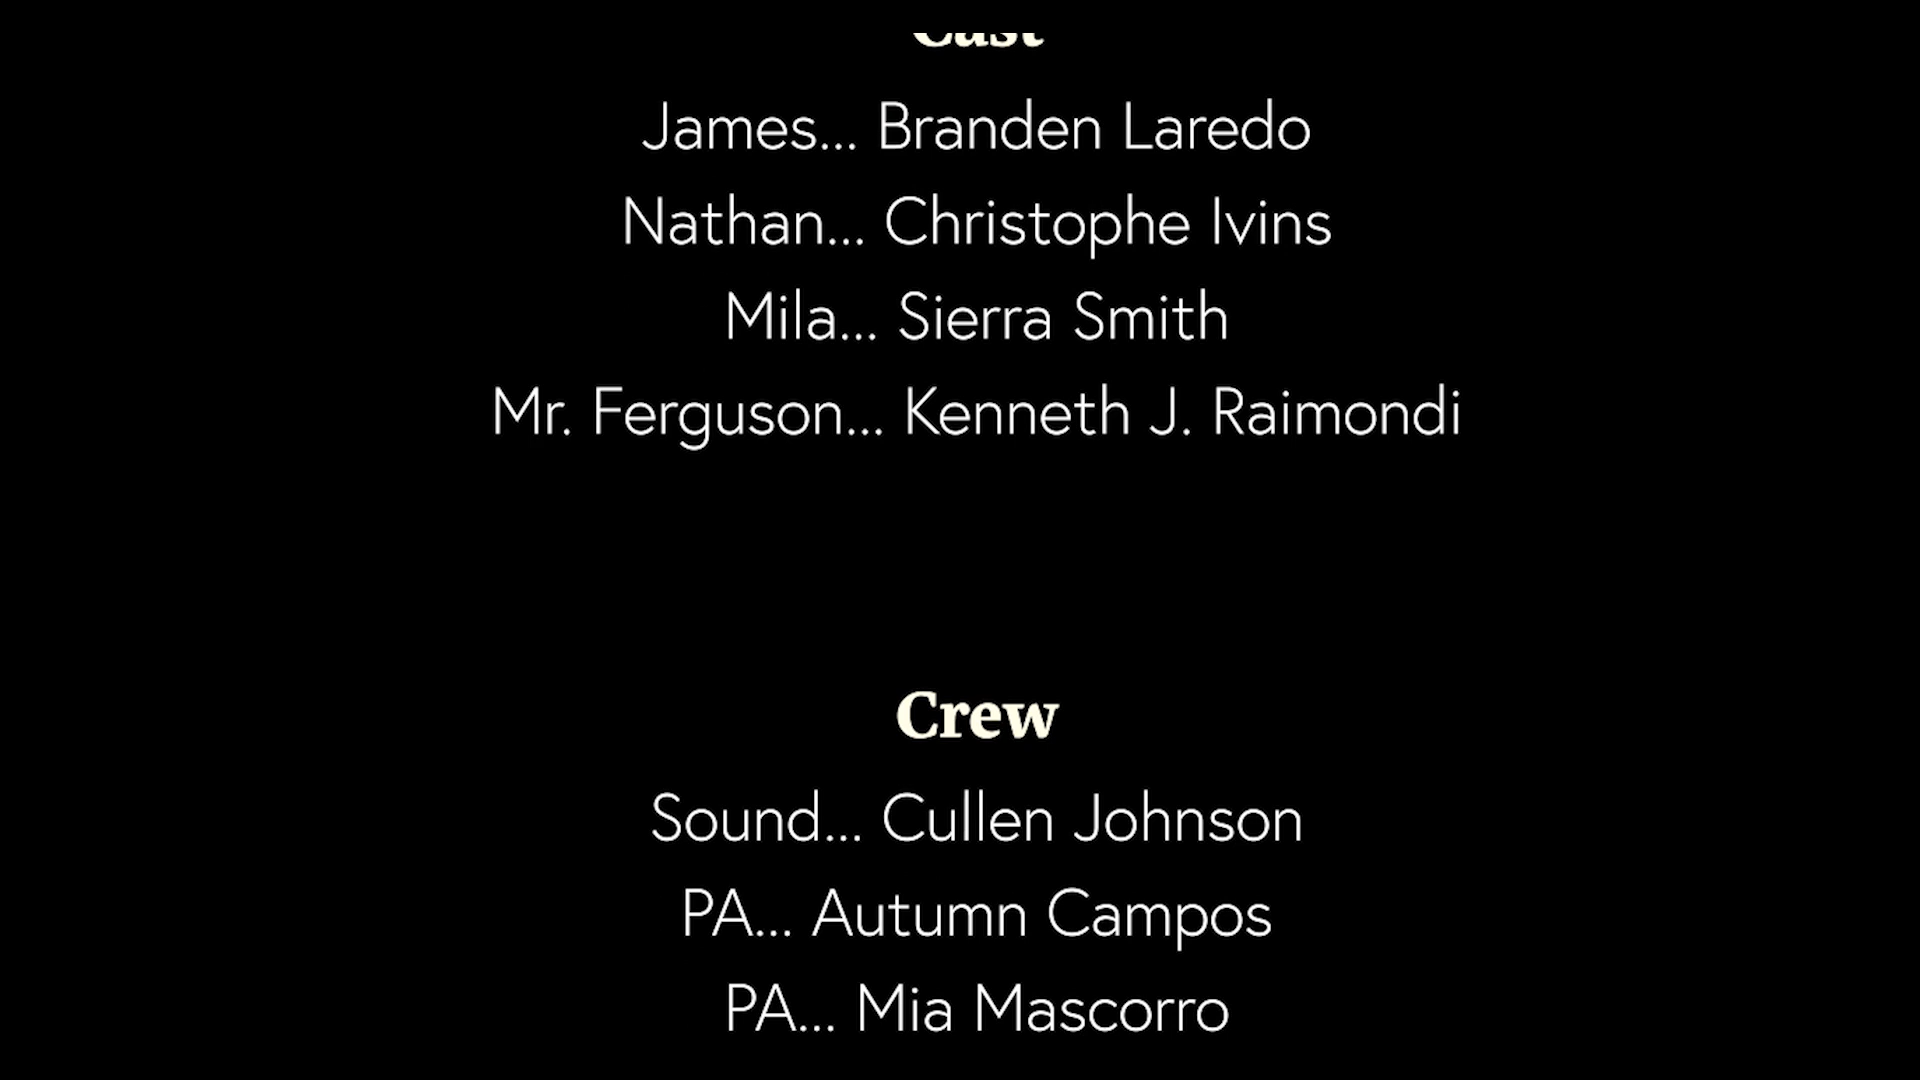 Cast
James... Branden Laredo
Nathan... Christophe Ivins
Mila... Sierra Smith
Mr. Ferguson... Kenneth J. Raimondi
Crew
Sound... Cullen Johnson
PA... Autumn Campos
PA... Mia Mascorro